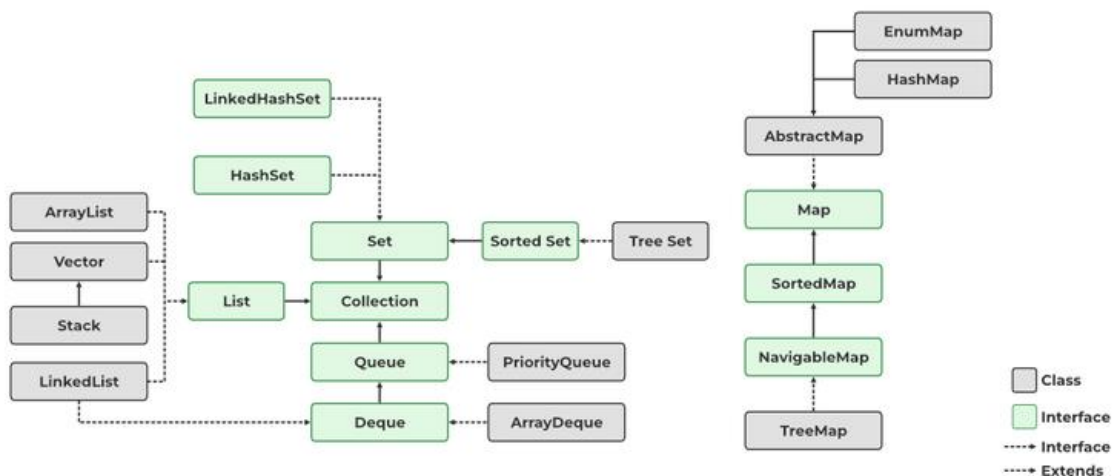 EnumMap
HashMap
LinkedHashSet
AbstractMap
HashSet
ArrayList
Map
Vector
Set
Sorted Set
Tree Set
SortedMap
List
Collection
Stack
Queue
PriorityQueue
NavigableMap
LinkedList
Class
Deque
ArrayDeque
TreeMap
Interface
Interface
Extends